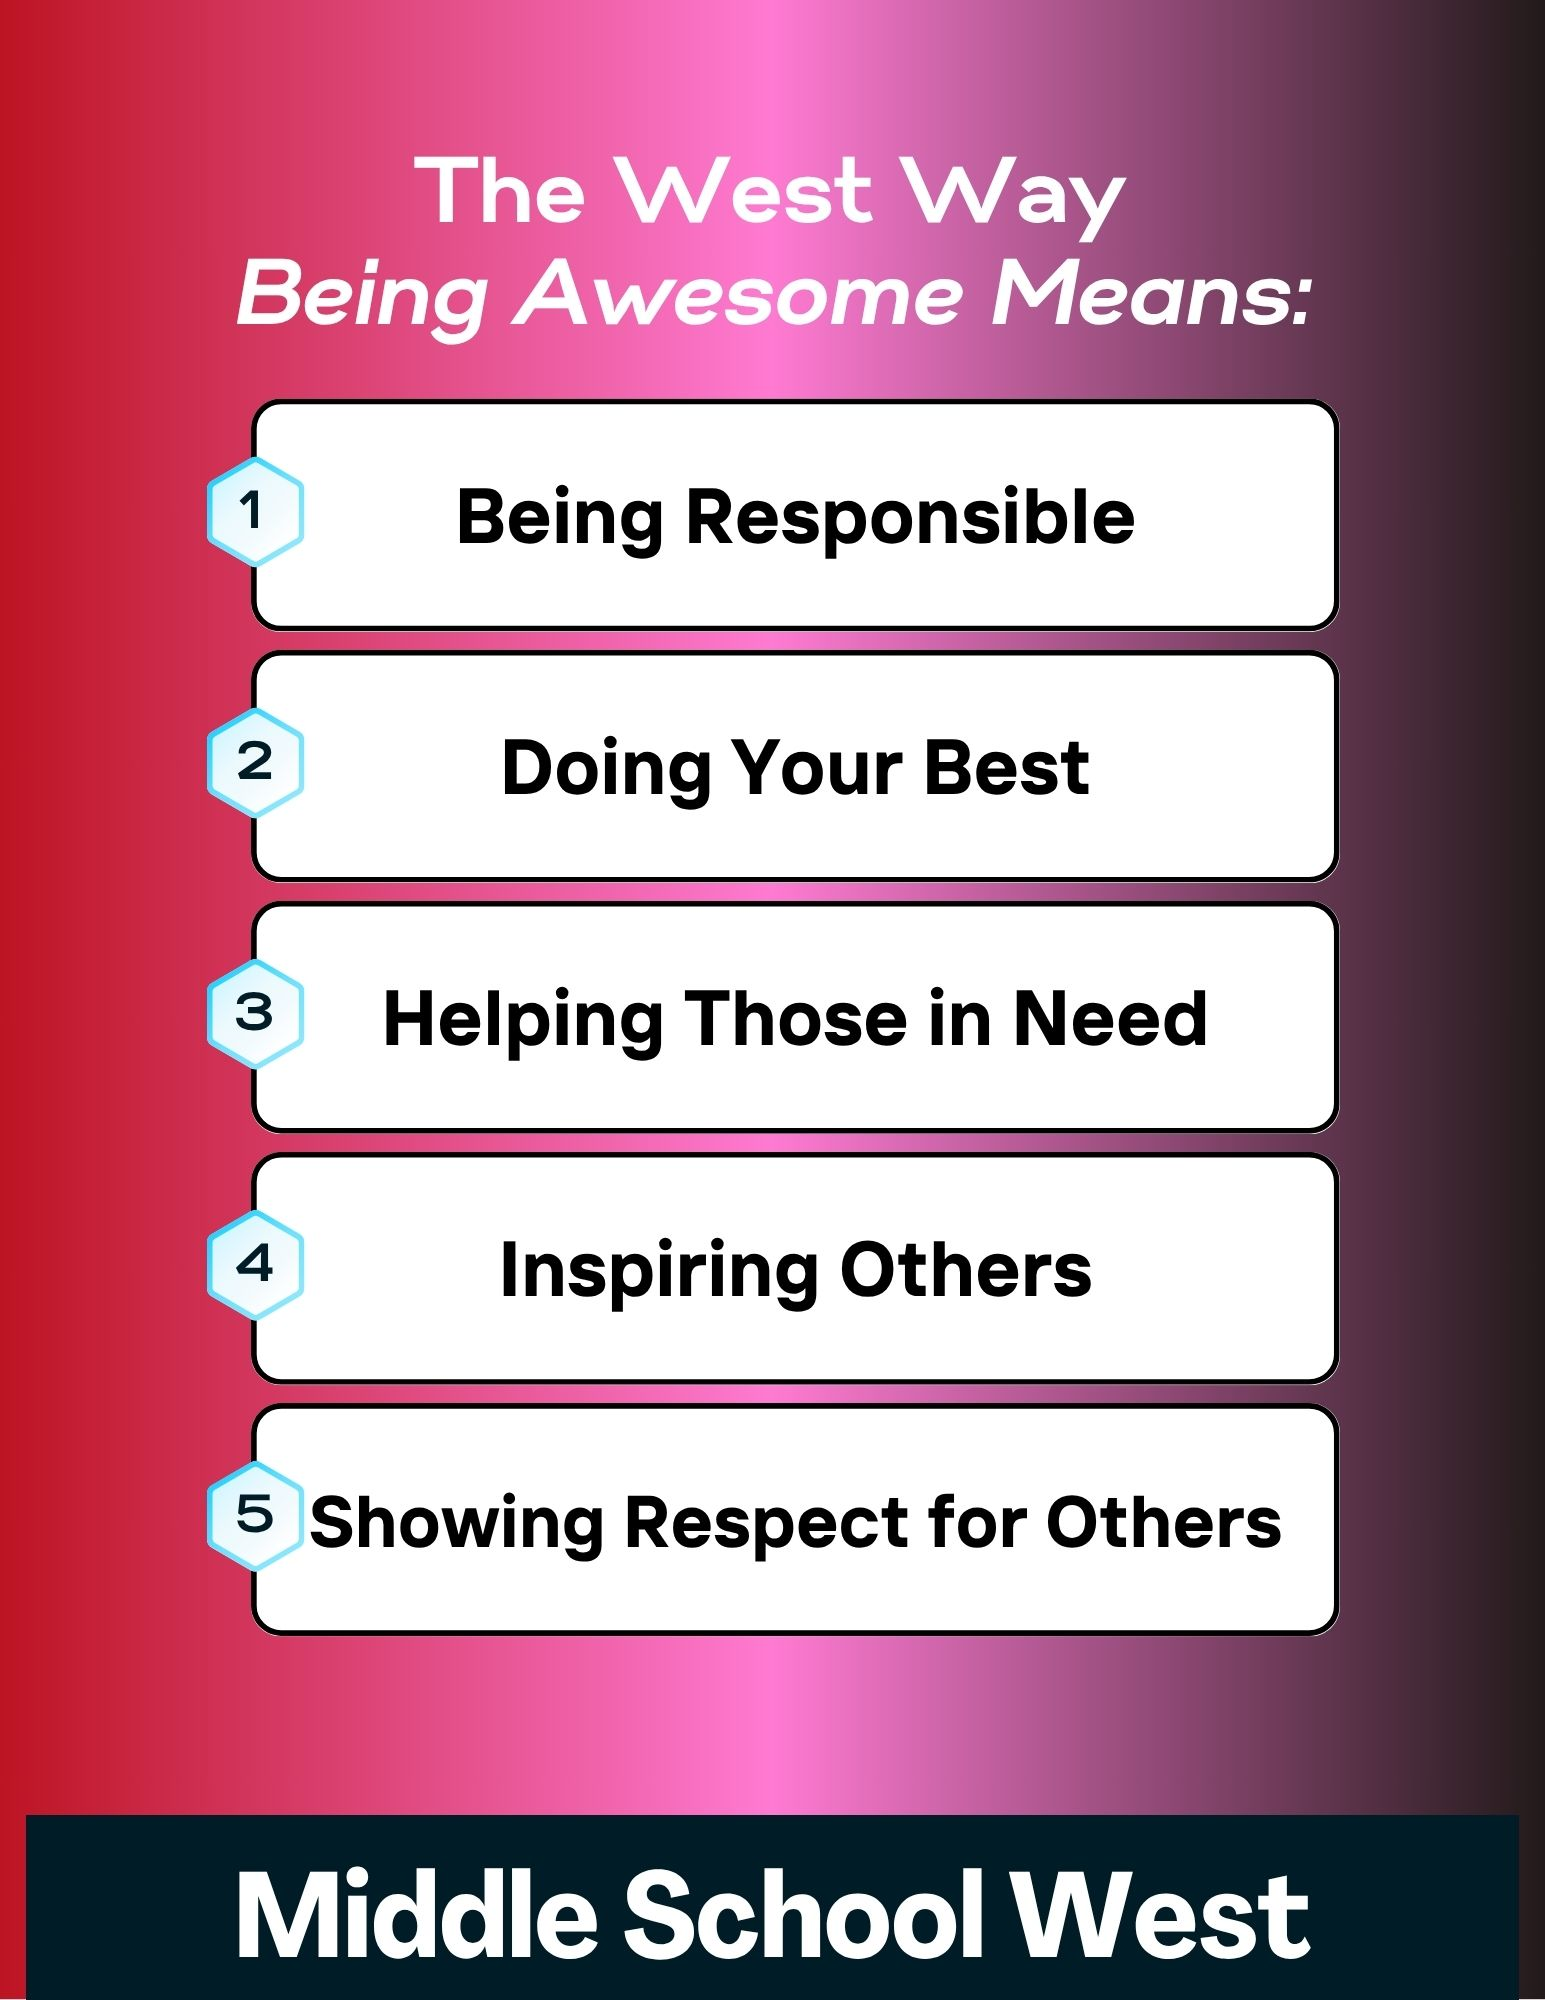 The West Way
Being Awesome Means:
1
Being Responsible
2
Doing Your Best
3
Helping Those in Need
4
Inspiring Others
5
Showing Respect for Others
Middle School West